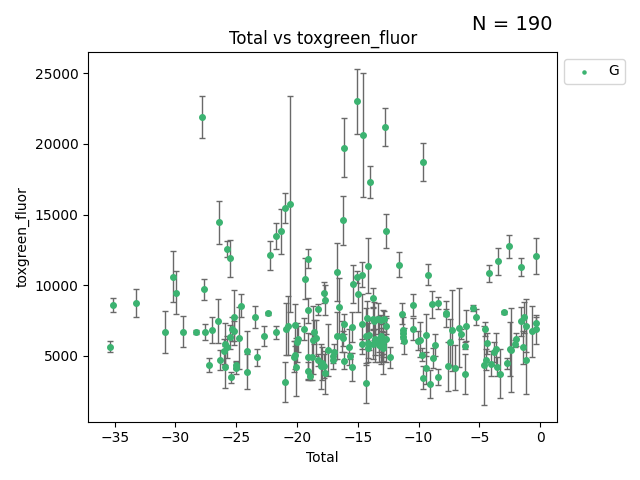 N = 190
Total vs toxgreen_fluor
G
toxgreen_fluor
25000
20000
15000
10000
5000
−35 −30 −25 −20 −15 −10 −5 0
Total